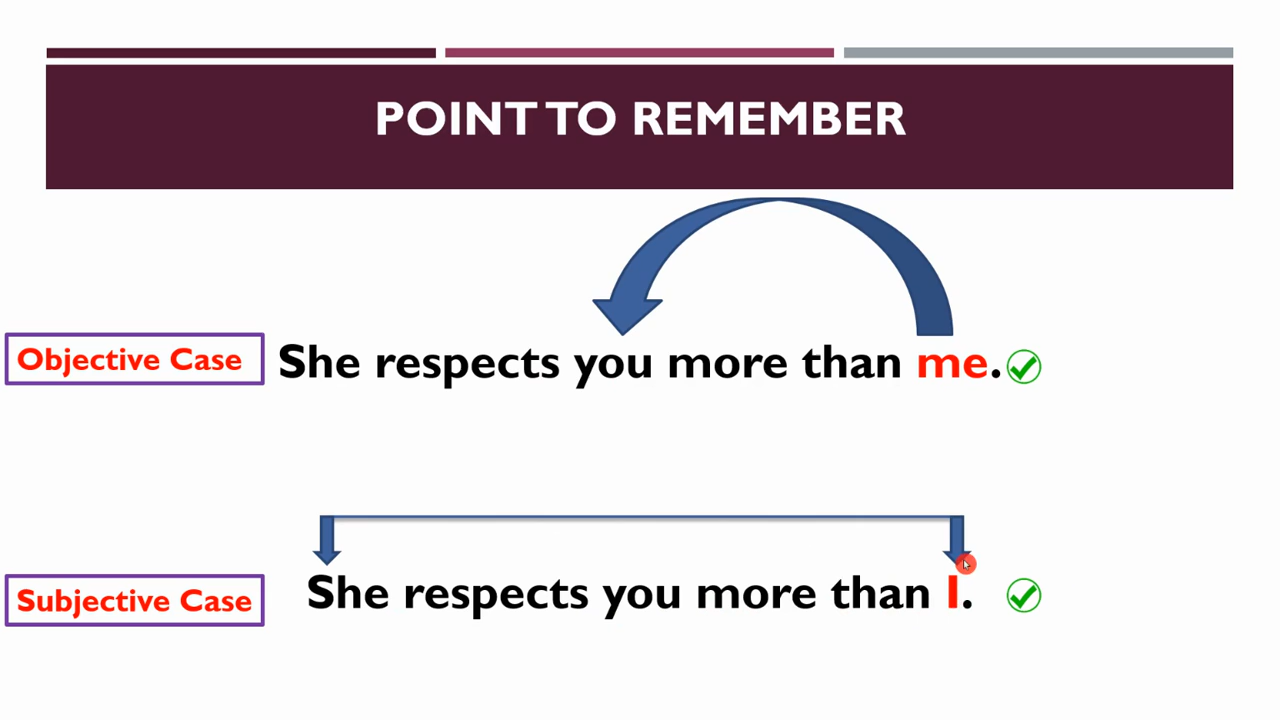 POINT TO REMEMBER
Objective Case
She respects you more than me.
Subjective Case
She respects you more than I.